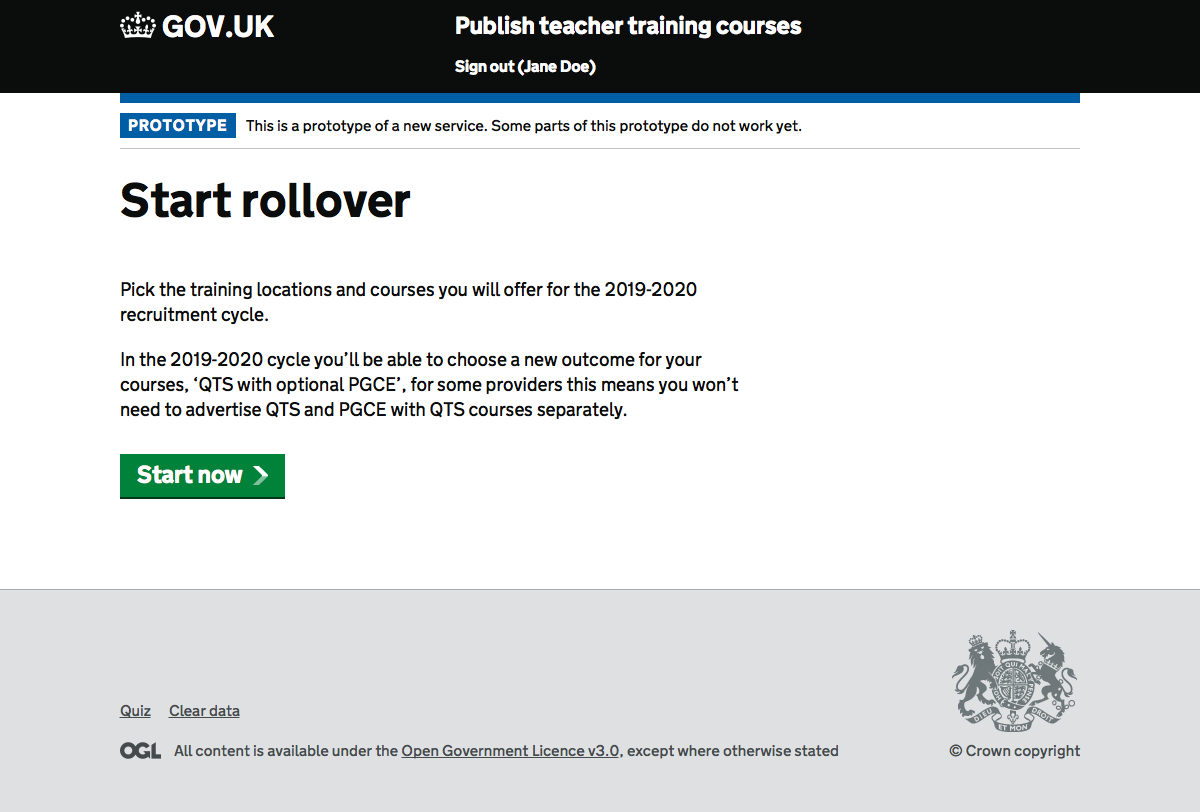 GOV.UK
Publish teacher training courses
Sign out (Jane Doe)
PROTOTYPE This is a prototype of a new service. Some parts of this prototype do not work yet.
Start rollover
Pick the training locations and courses you will offer for the 2019-2020
recruitment cycle.
In the 2019-2020 cycle you’ll be able to choose a new outcome for your
courses, ‘QTS with optional PGCE’, for some providers this means you won’t
need to advertise QTS and PGCE with QTS courses separately.
Start now
Quiz Clear data
OGL All content is available under the Open Government Licence v3.0, except where otherwise stated
DIEU ET MON DROIT
© Crown copyright